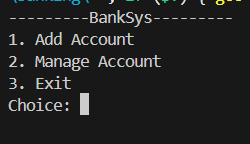 ---------BankSys---------
1. Add Account
2. Manage Account
3. Exit
Choice: